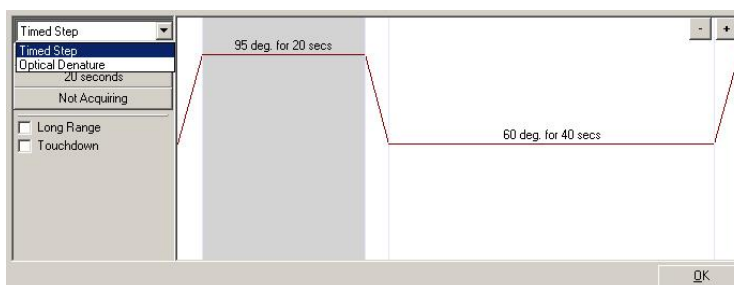 Timed Step
Timed Step
Optical Denature
20 seconds
Not Acquiring
Long Range
Touchdown
95 deg. for 20 secs
60 deg. for 40 secs
- +
OK